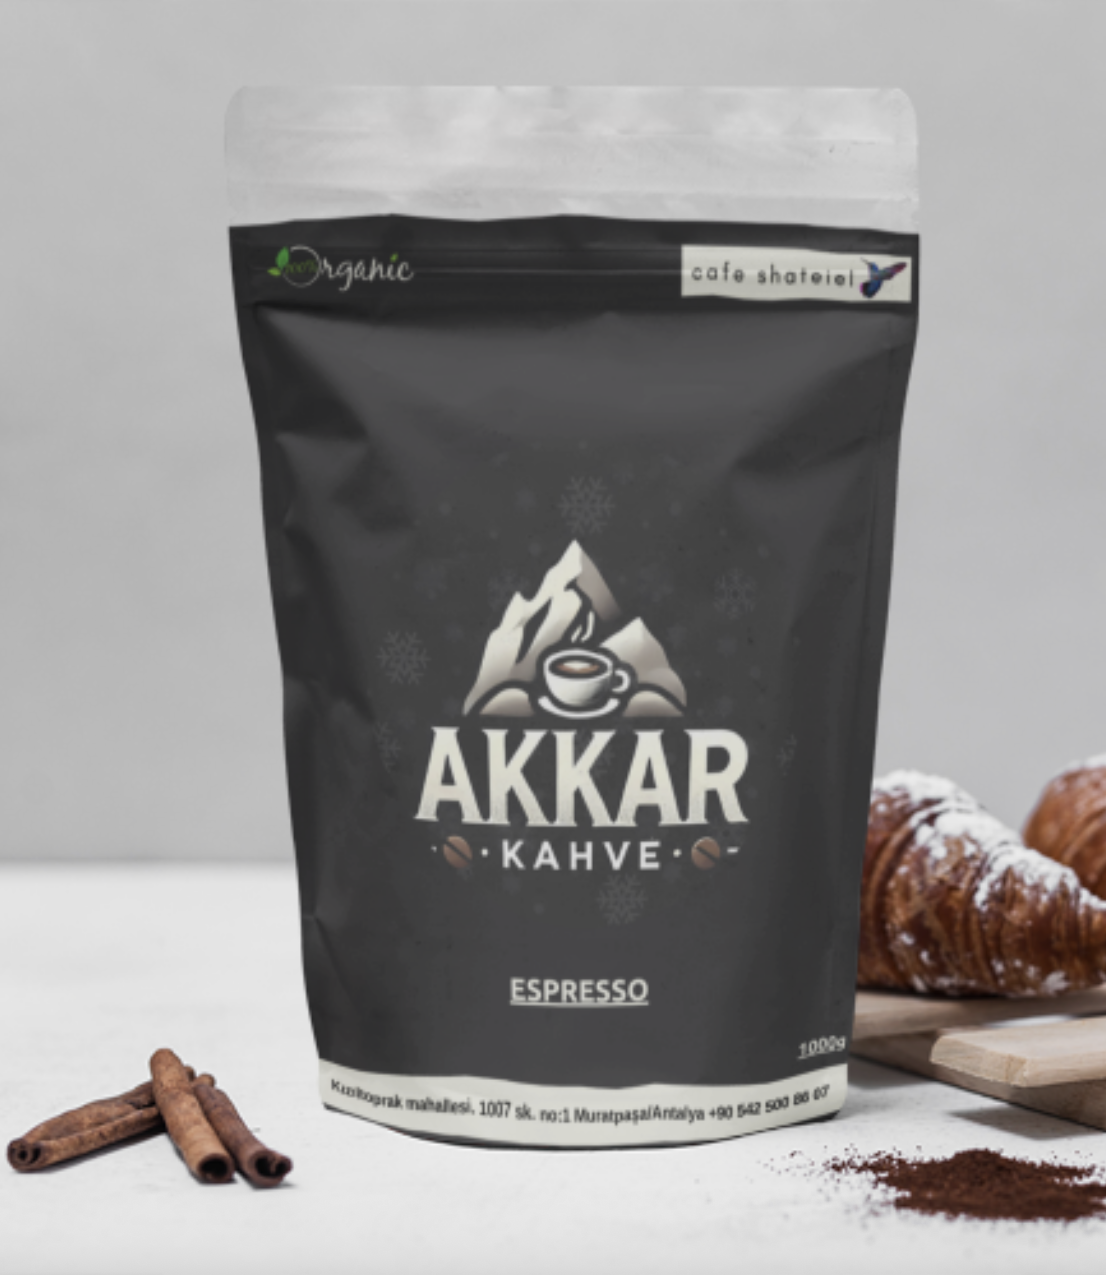 100% Organic
cafe shateiel
AKKAR
• KAHVE •
ESPRESSO
1000g
Kızıltoprak mahallesi. 1007 sk. no:1 Muratpaşa/Antalya +90 542 500 86 07